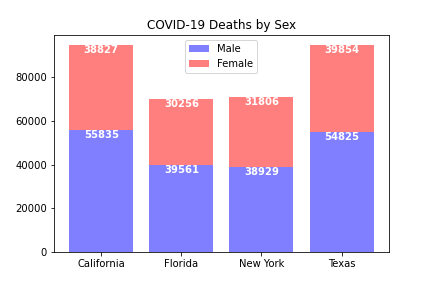 COVID-19 Deaths by Sex
Male
Female
38827
30256
31806
39854
55835
39561
38929
54825
80000
60000
40000
20000
0
California
Florida
New York
Texas